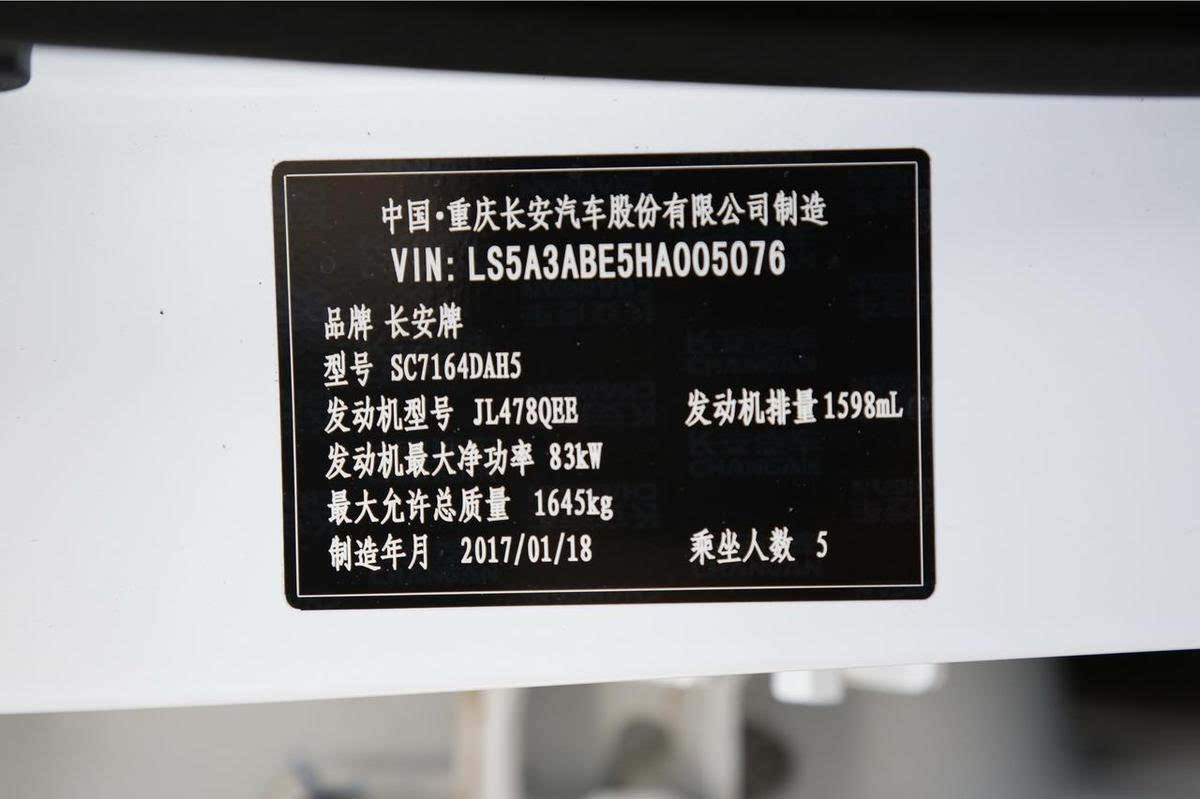 中国·重庆长安汽车股份有限公司制造
VIN: LS5A3ABE5HA005076
品牌 长安牌
型号 SC7164DAH5
发动机型号 JL478QEE 发动机排量 1598mL
发动机最大净功率 83kW
最大允许总质量 1645kg
制造年月 2017/01/18 乘坐人数 5